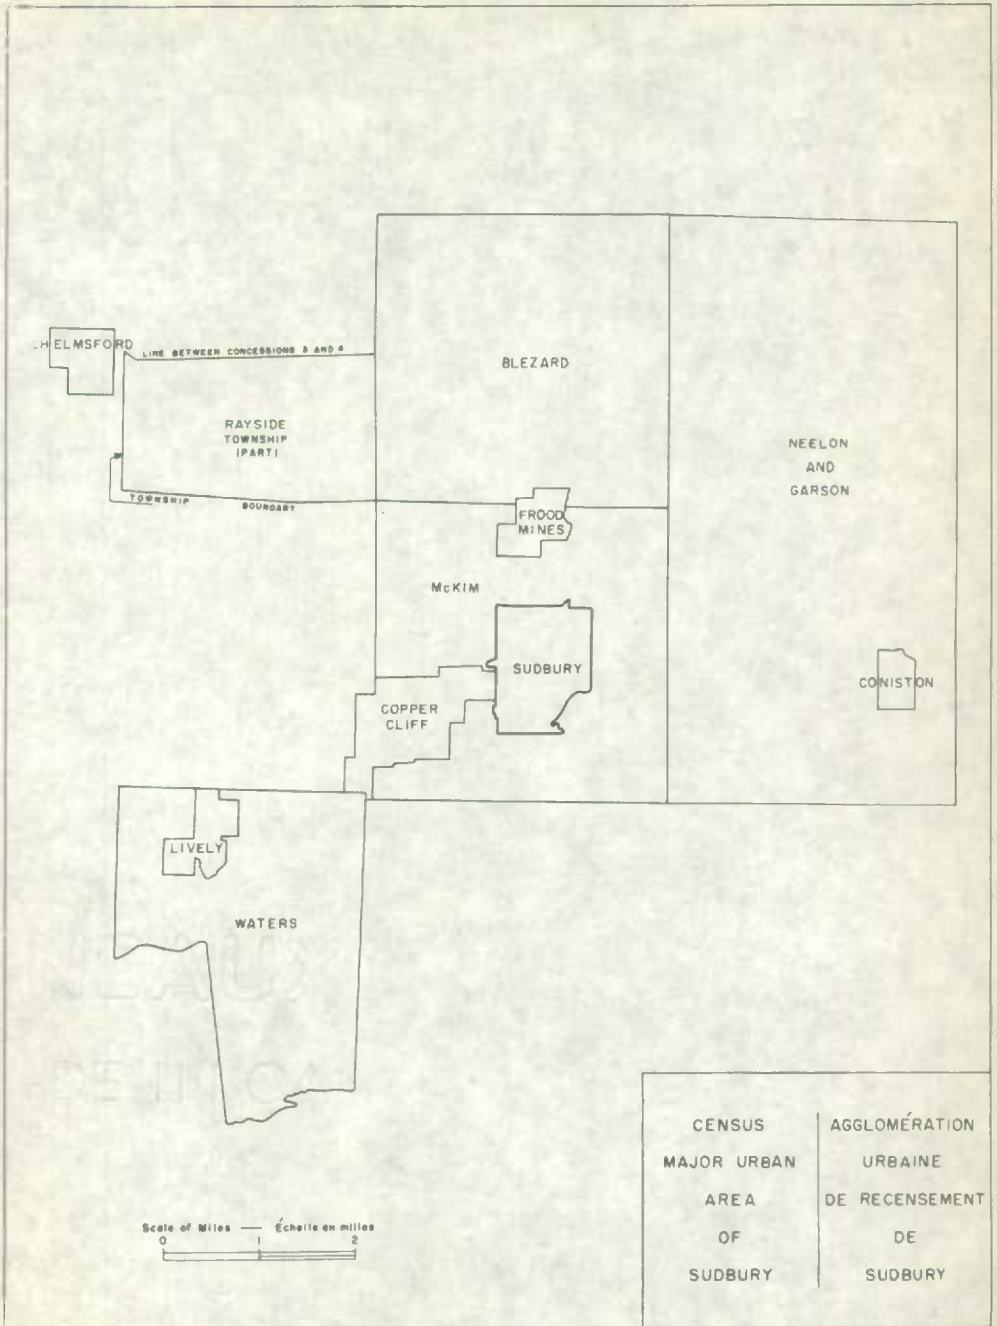 CHELMSFORD
LINE BETWEEN CONCESSIONS 3 AND 4
BLEZARD
RAYSIDE
TOWNSHIP
(PART)
NEELON
AND
GARSON
TOWNSHIP BOUNDARY
FROOD
MINES
McKIM
SUDBURY
CONISTON
COPPER
CLIFF
LIVELY
WATERS
CENSUS
MAJOR URBAN
AREA
OF
SUDBURY
AGGLOMÉRATION
URBAINE
DE RECENSEMENT
DE
SUDBURY
Scale of Miles — Échelle en milles
0 1 2